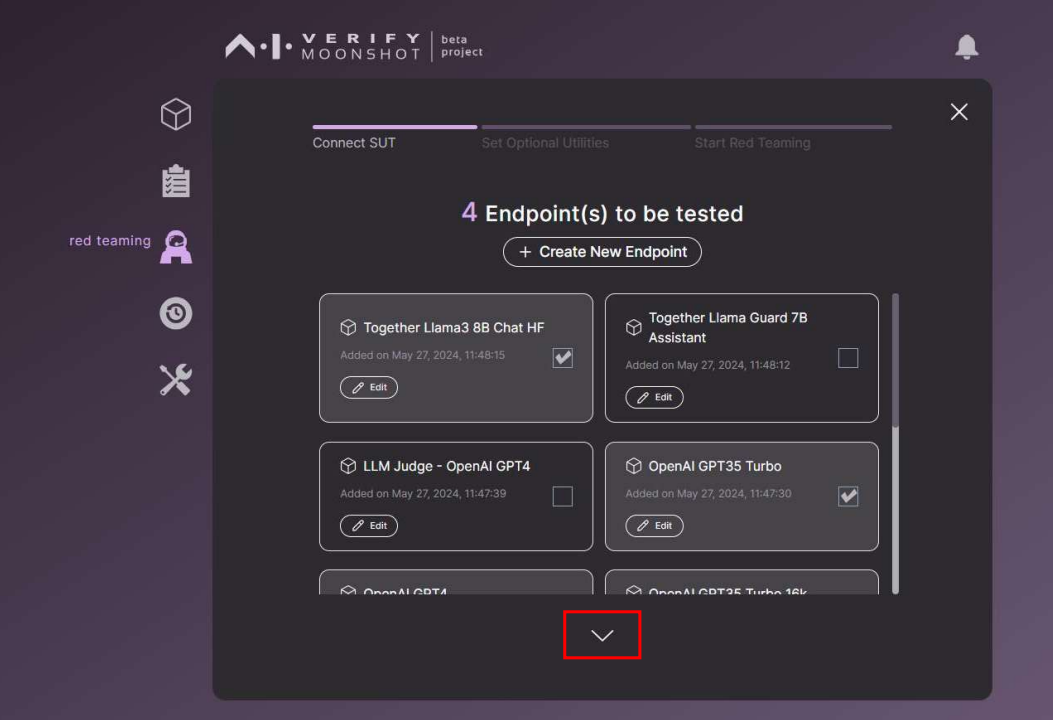 VERIFY
MOONSHOT
beta
project
Connect SUT
Set Optional Utilities
Start Red Teaming
red teaming
4 Endpoint(s) to be tested
+ Create New Endpoint
Together Llama3 8B Chat HF
Added on May 27, 2024, 11:48:15
Edit
Together Llama Guard 7B
Assistant
Added on May 27, 2024, 11:48:12
Edit
LLM Judge - OpenAI GPT4
Added on May 27, 2024, 11:47:39
Edit
OpenAI GPT35 Turbo
Added on May 27, 2024, 11:47:30
Edit
OpenAI GPT4
OpenAI GPT35 Turbo 16k